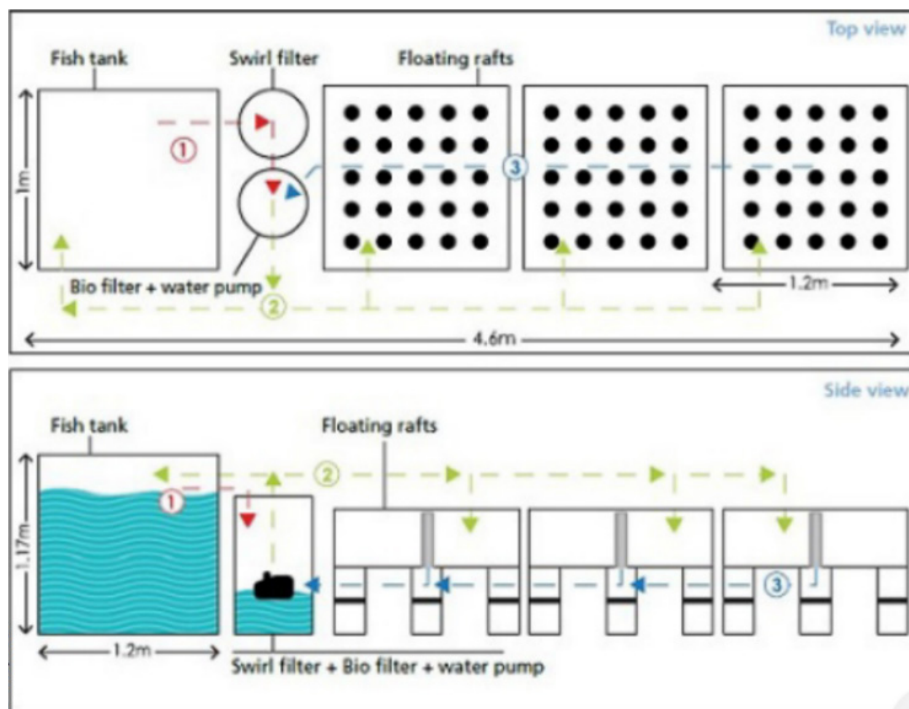 Top view
Fish tank
Swirl filter
Floating rafts
1
3
1m
Bio filter + water pump
2
1.2m
4.6m
Side view
Fish tank
Floating rafts
2
1
1.17m
3
1.2m
Swirl filter + Bio filter + water pump